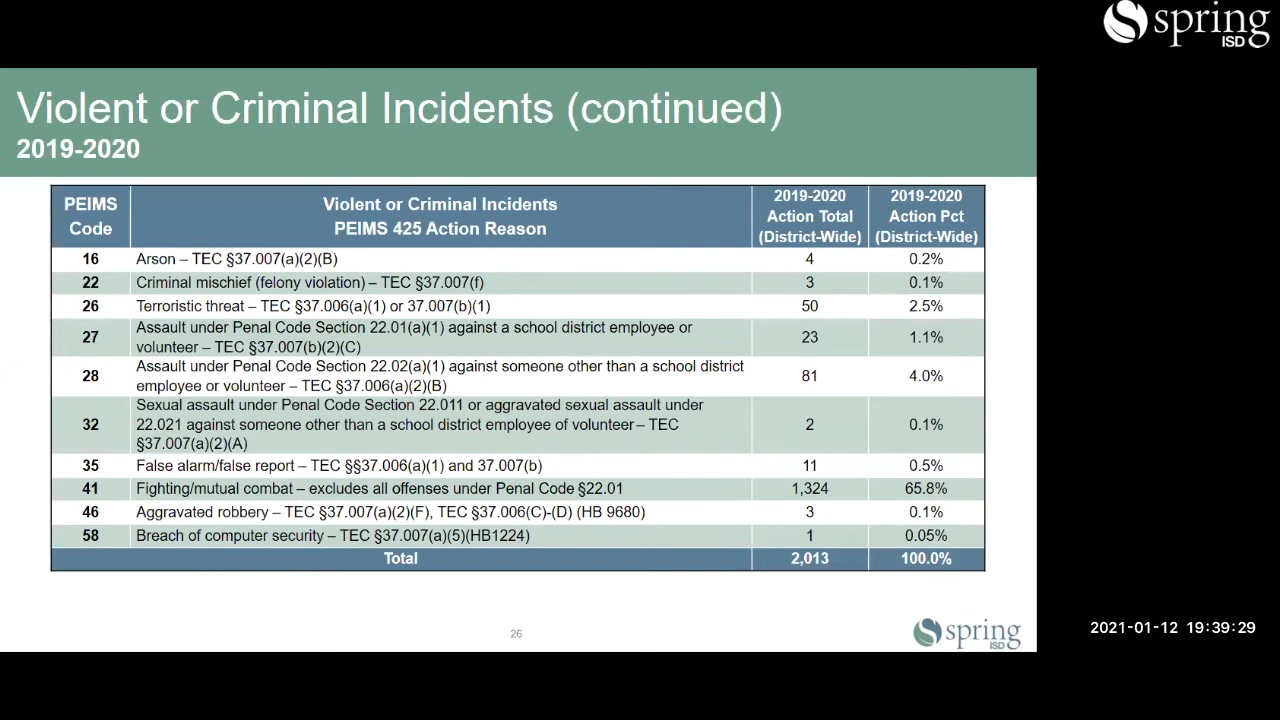 spring
ISD
Violent or Criminal Incidents (continued)
2019-2020
PEIMS Code
Violent or Criminal Incidents
PEIMS 425 Action Reason
2019-2020 Action Total (District-Wide)
2019-2020 Action Pct (District-Wide)
16 Arson – TEC §37.007(a)(2)(B) 4 0.2%
22 Criminal mischief (felony violation) – TEC §37.007(f) 3 0.1%
26 Terroristic threat – TEC §37.006(a)(1) or 37.007(b)(1) 50 2.5%
27 Assault under Penal Code Section 22.01(a)(1) against a school district employee or
volunteer – TEC §37.007(b)(2)(C) 23 1.1%
28 Assault under Penal Code Section 22.02(a)(1) against someone other than a school district
employee or volunteer – TEC §37.006(a)(2)(B) 81 4.0%
32 Sexual assault under Penal Code Section 22.011 or aggravated sexual assault under
22.021 against someone other than a school district employee of volunteer – TEC
§37.007(a)(2)(A) 2 0.1%
35 False alarm/false report – TEC §§37.006(a)(1) and 37.007(b) 11 0.5%
41 Fighting/mutual combat – excludes all offenses under Penal Code §22.01 1,324 65.8%
46 Aggravated robbery – TEC §37.007(a)(2)(F), TEC §37.006(C)-(D) (HB 9680) 3 0.1%
58 Breach of computer security – TEC §37.007(a)(5)(HB1224) 1 0.05%
Total 2,013 100.0%
26
spring
ISD
2021-01-12 19:39:29